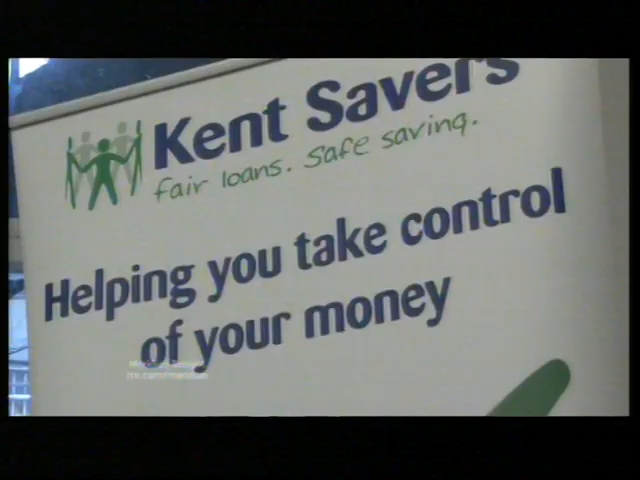 Kent Savers
fair loans. Safe saving.
Helping you take control
of your money